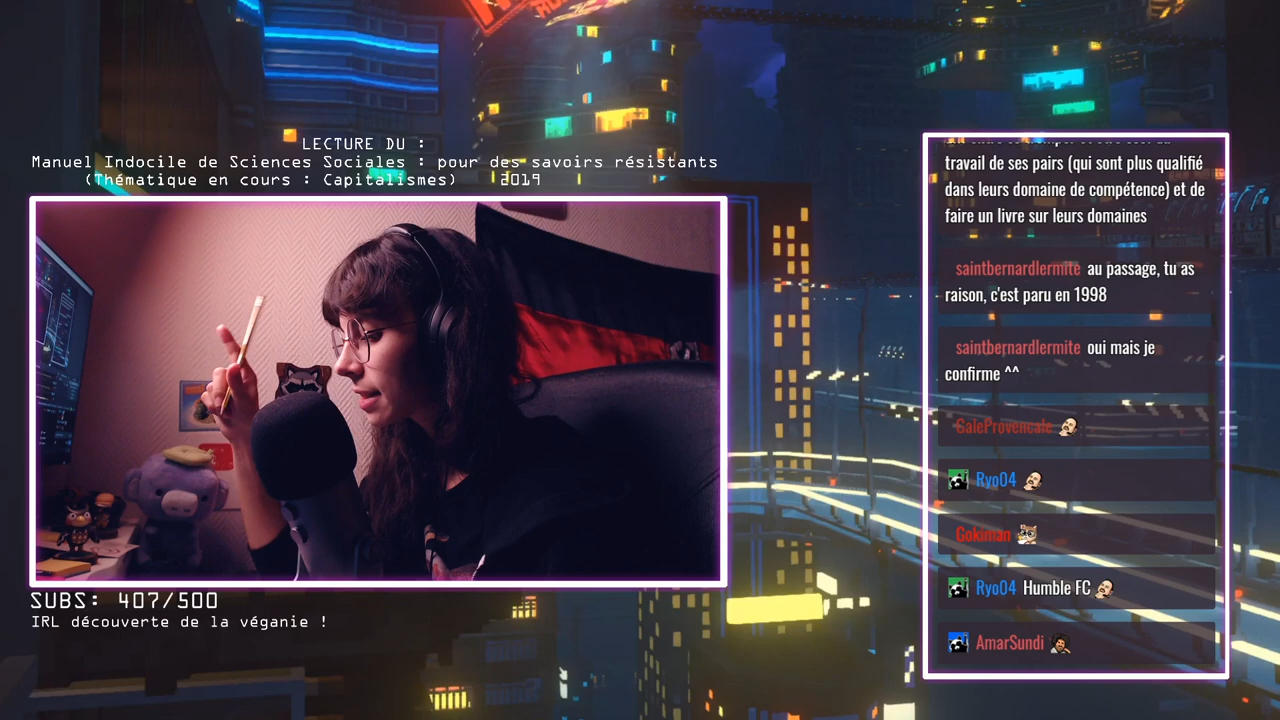 LECTURE DU :
Manuel Indocile de Sciences Sociales : pour des savoirs résistants
(Thématique en cours : Capitalismes) 2019
SUBS: 407/500
IRL découverte de la véganie !
travail de ses pairs (qui sont plus qualifié
dans leurs domaine de compétence) et de
faire un livre sur leurs domaines
saintbernardlermite au passage, tu as
raison, c'est paru en 1998
saintbernardlermite oui mais je
confirme ^^
GaleProvencale
Ryo04
Gokiman
Ryo04 Humble FC
AmarSundi